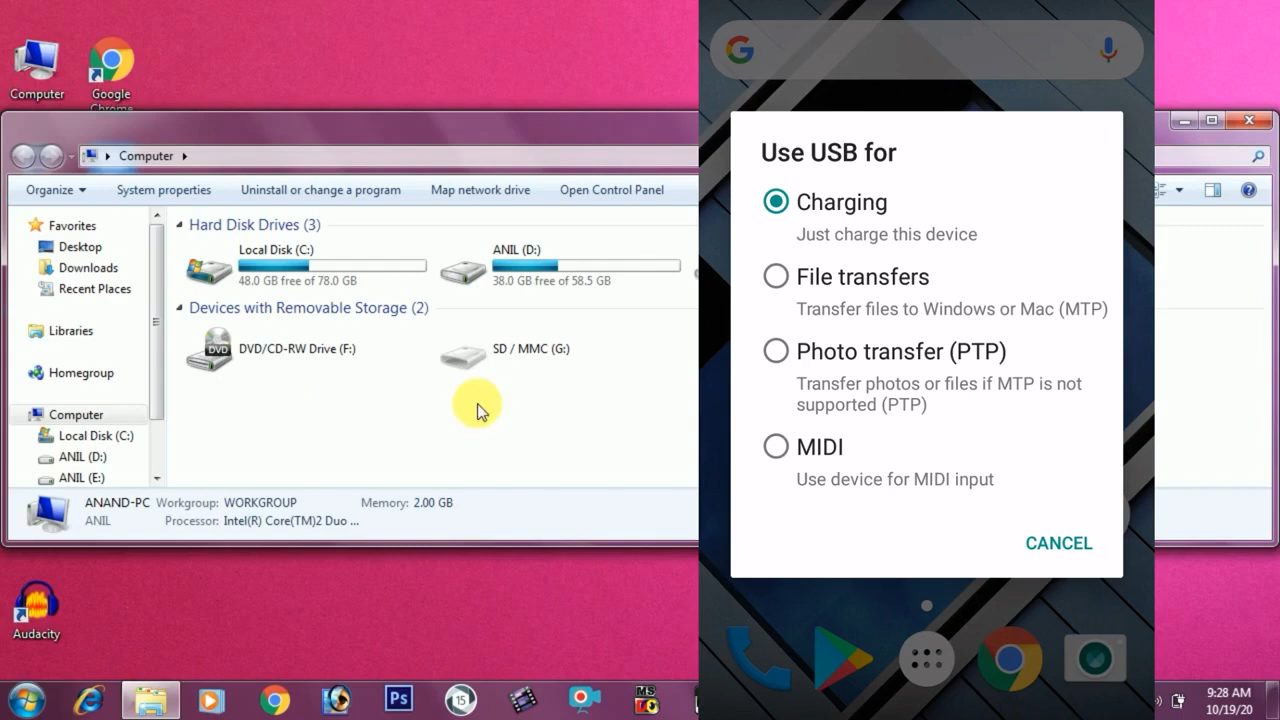 Computer
Google
Chrome
Computer
Organize
System properties
Uninstall or change a program
Map network drive
Open Control Panel
Favorites
Desktop
Downloads
Recent Places
Libraries
Homegroup
Computer
Local Disk (C:)
ANIL (D:)
ANIL (E:)
Hard Disk Drives (3)
Local Disk (C:)
48.0 GB free of 78.0 GB
ANIL (D:)
38.0 GB free of 58.5 GB
Devices with Removable Storage (2)
DVD
DVD/CD-RW Drive (F:)
SD / MMC (G:)
ANAND-PC Workgroup: WORKGROUP Memory: 2.00 GB
ANIL Processor: Intel(R) Core(TM)2 Duo ...
Use USB for
Charging
Just charge this device
File transfers
Transfer files to Windows or Mac (MTP)
Photo transfer (PTP)
Transfer photos or files if MTP is not
supported (PTP)
MIDI
Use device for MIDI input
CANCEL
Audacity
Ps
15
MS
9:28 AM
10/19/20